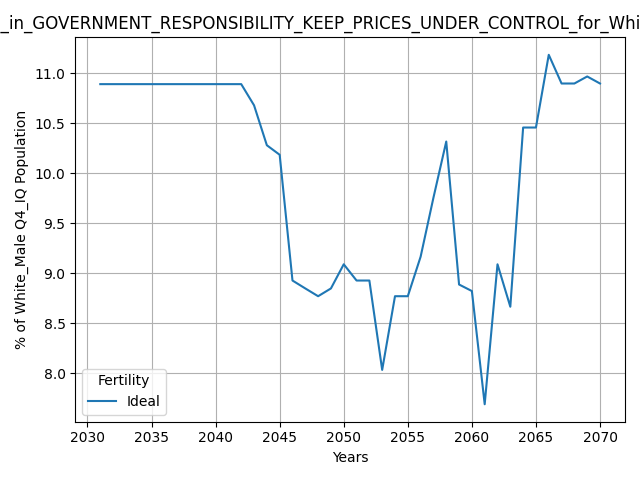 _in_GOVERNMENT_RESPONSIBILITY_KEEP_PRICES_UNDER_CONTROL_for_Whi
% of White_Male Q4_IQ Population
11.0
10.5
10.0
9.5
9.0
8.5
8.0
Fertility
Ideal
2030 2035 2040 2045 2050 2055 2060 2065 2070
Years